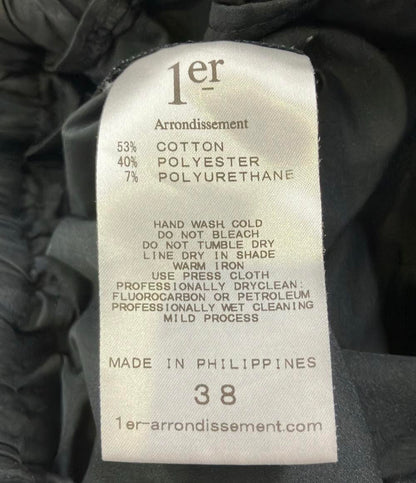 1er
Arrondissement
53% COTTON
40% POLYESTER
7% POLYURETHANE
HAND WASH COLD
DO NOT BLEACH
DO NOT TUMBLE DRY
LINE DRY IN SHADE
WARM IRON
USE PRESS CLOTH
PROFESSIONALLY DRYCLEAN:
FLUOROCARBON OR PETROLEUM
PROFESSIONALLY WET CLEANING
MILD PROCESS
MADE IN PHILIPPINES
38
1er-arrondissement.com